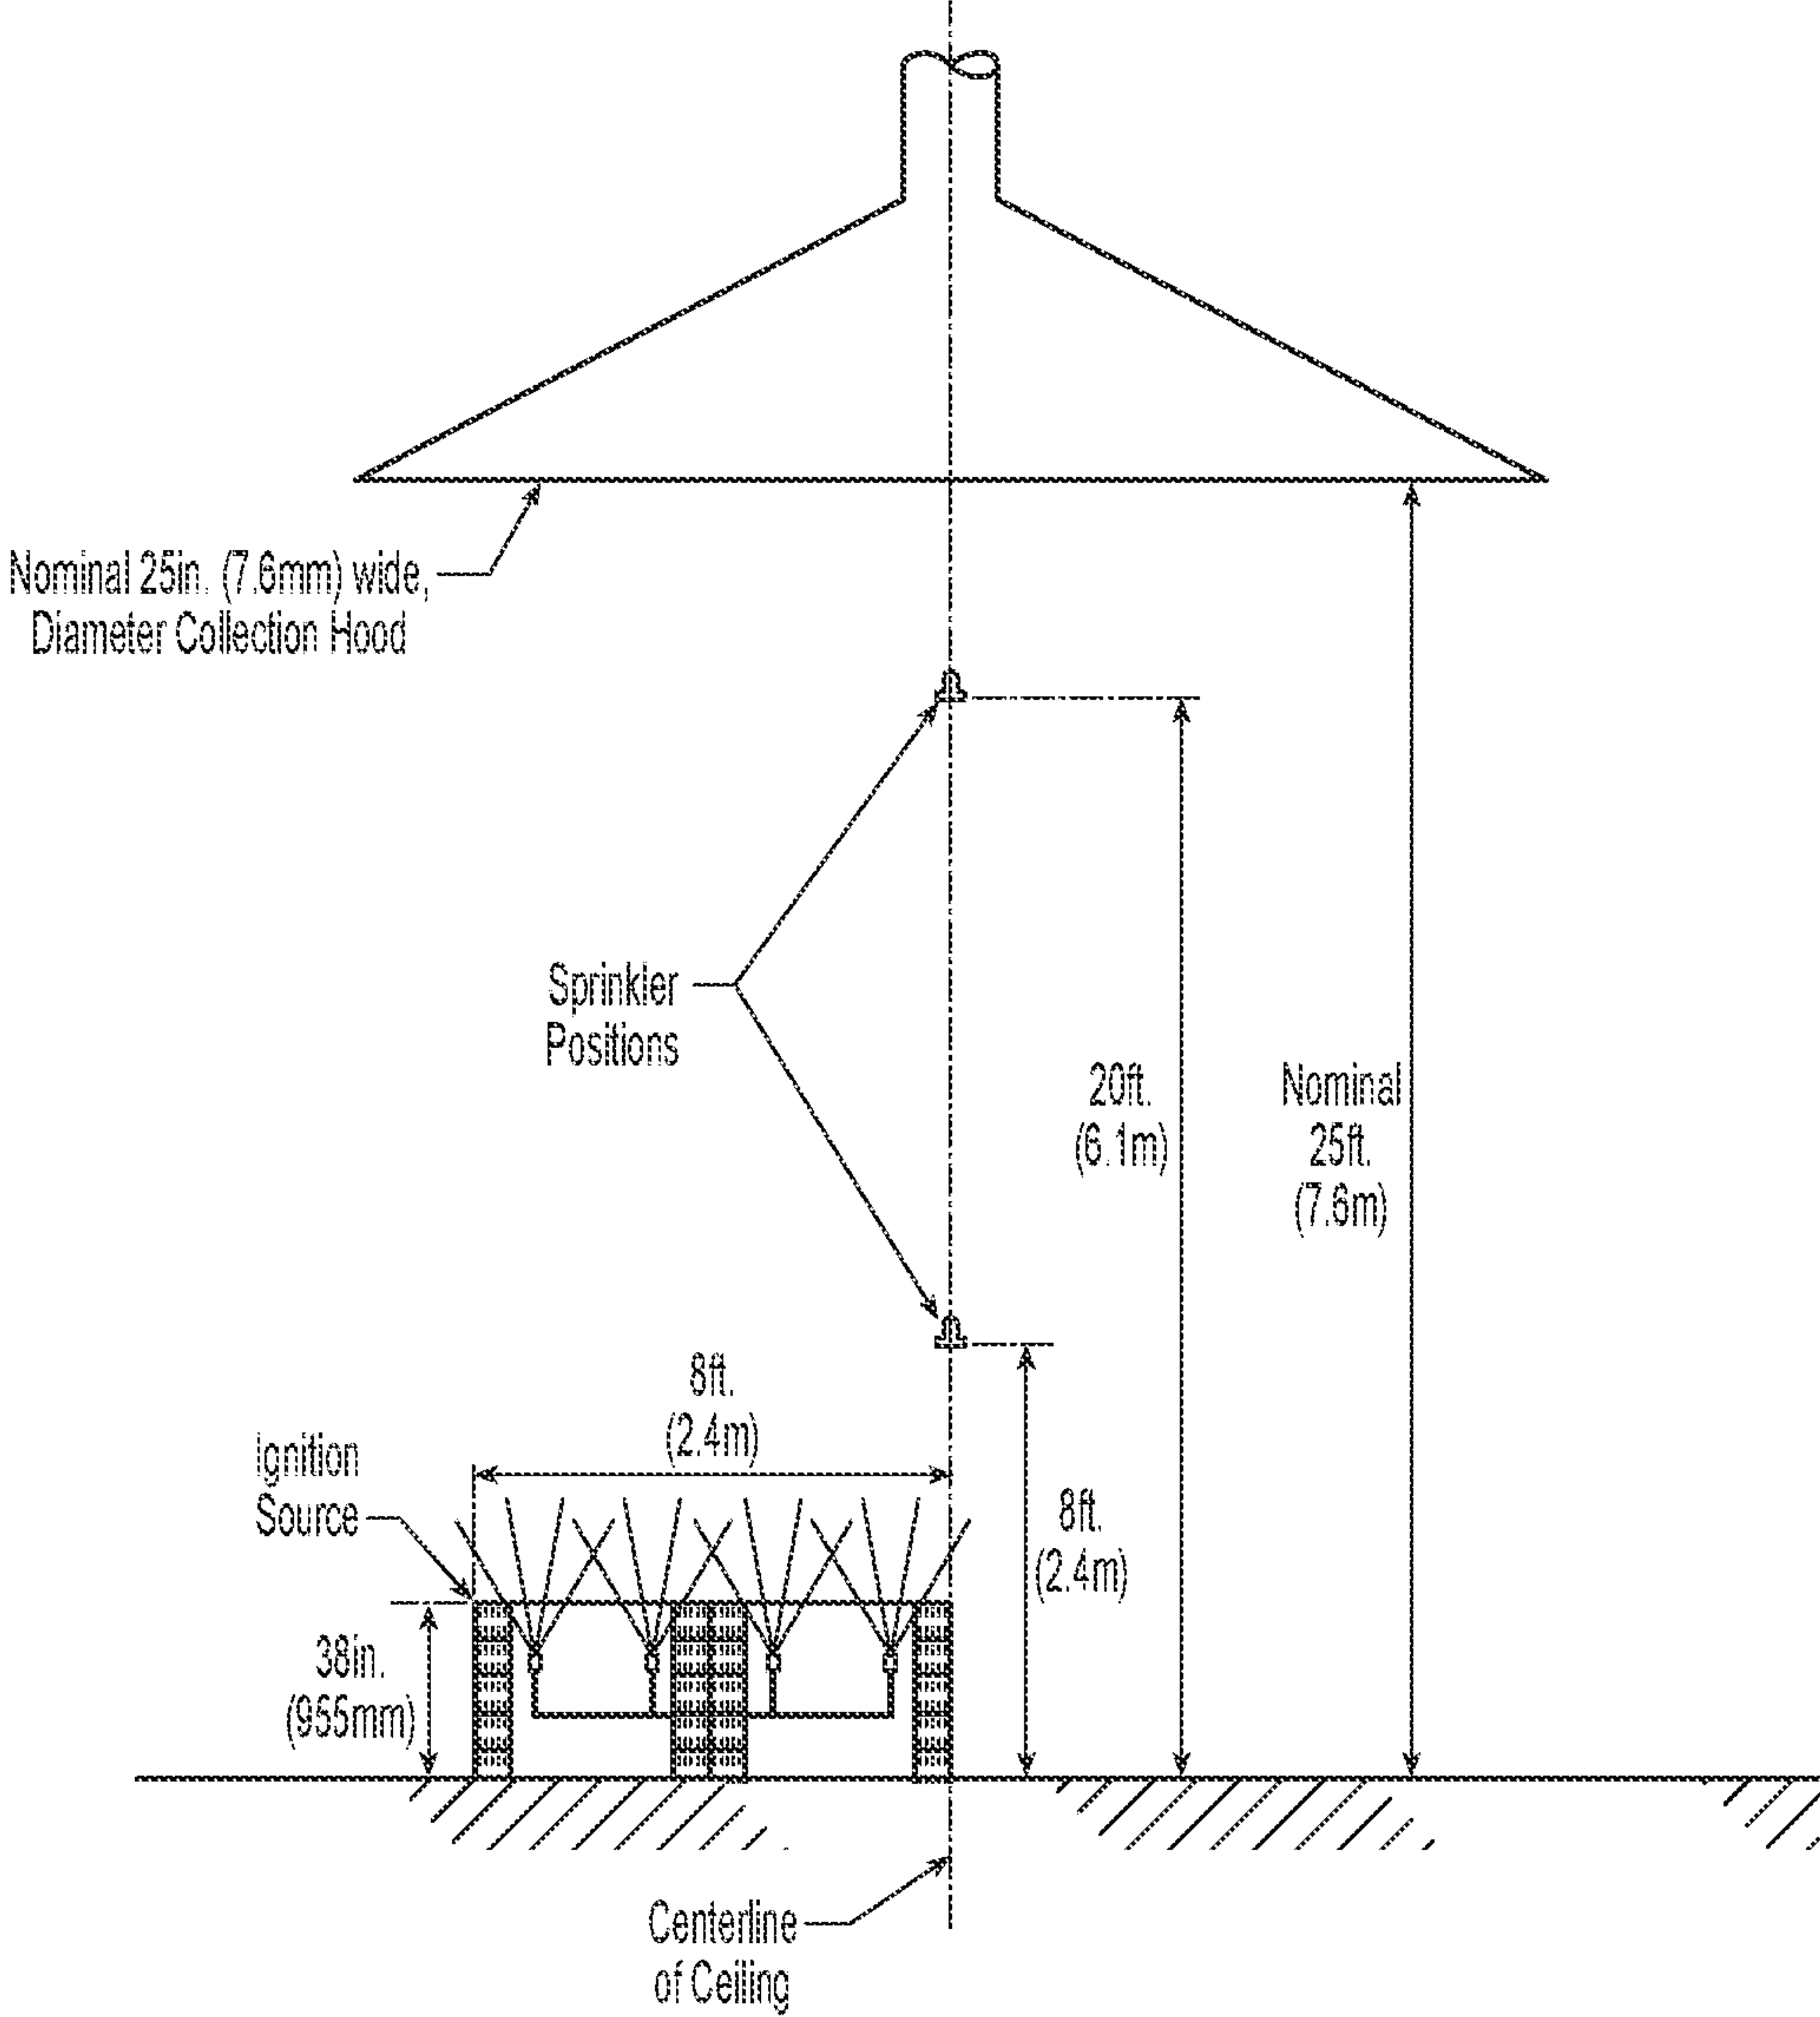 Nominal 25in. (7.6mm) wide,
Diameter Collection Hood
Sprinkler
Positions
20ft.
(6.1m)
Nominal
25ft.
(7.6m)
8ft.
(2.4m)
Ignition
Source
8ft.
(2.4m)
38in.
(955mm)
Centerline
of Ceiling